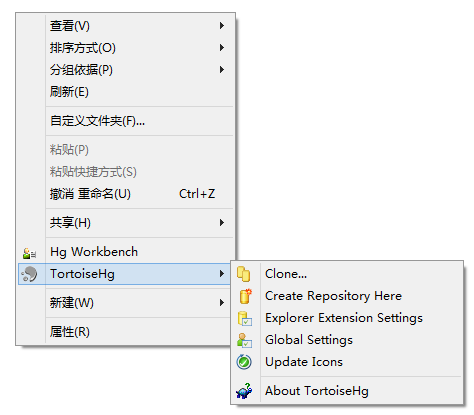 查看(V)
排序方式(O)
分组依据(P)
刷新(E)
自定义文件夹(F)...
粘贴(P)
粘贴快捷方式(S)
撤消 重命名(U) Ctrl+Z
共享(H)
Hg Workbench
TortoiseHg
新建(W)
属性(R)
Clone...
Create Repository Here
Explorer Extension Settings
Global Settings
Update Icons
About TortoiseHg